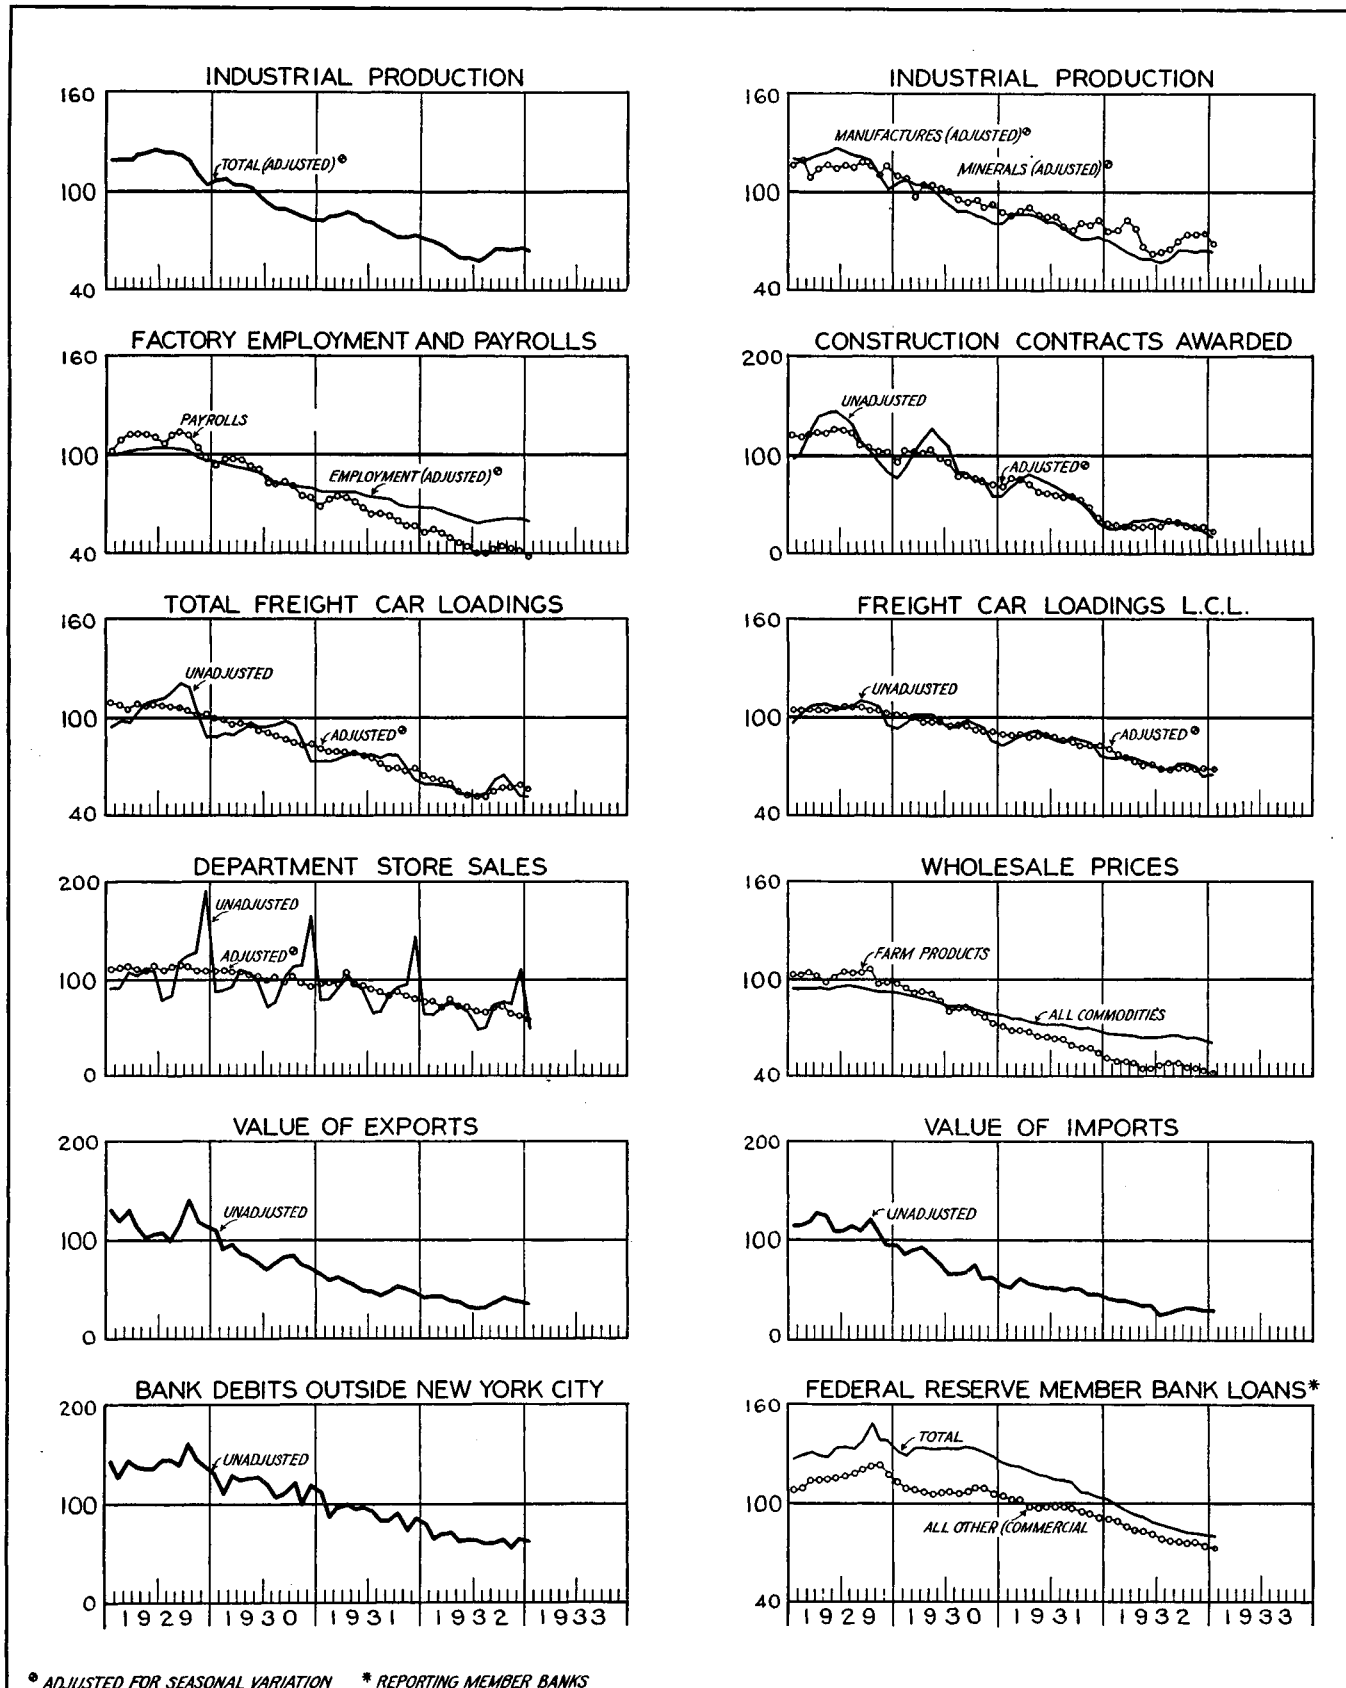 INDUSTRIAL PRODUCTION
160
TOTAL (ADJUSTED)⊘
100
40
INDUSTRIAL PRODUCTION
160
MANUFACTURES (ADJUSTED)⊘
MINERALS (ADJUSTED)⊘
100
40
FACTORY EMPLOYMENT AND PAYROLLS
160
PAYROLLS
100
EMPLOYMENT (ADJUSTED)⊘
40
CONSTRUCTION CONTRACTS AWARDED
200
UNADJUSTED
100
ADJUSTED⊘
0
TOTAL FREIGHT CAR LOADINGS
160
UNADJUSTED
100
ADJUSTED⊘
40
FREIGHT CAR LOADINGS L.C.L.
160
UNADJUSTED
100
ADJUSTED⊘
40
DEPARTMENT STORE SALES
200
UNADJUSTED
ADJUSTED⊘
100
0
WHOLESALE PRICES
160
FARM PRODUCTS
100
ALL COMMODITIES
40
VALUE OF EXPORTS
200
UNADJUSTED
100
0
VALUE OF IMPORTS
200
UNADJUSTED
100
0
BANK DEBITS OUTSIDE NEW YORK CITY
200
UNADJUSTED
100
0
1929 1930 1931 1932 1933
FEDERAL RESERVE MEMBER BANK LOANS*
160
TOTAL
100
ALL OTHER (COMMERCIAL
40
1929 1930 1931 1932 1933
⊘ ADJUSTED FOR SEASONAL VARIATION * REPORTING MEMBER BANKS